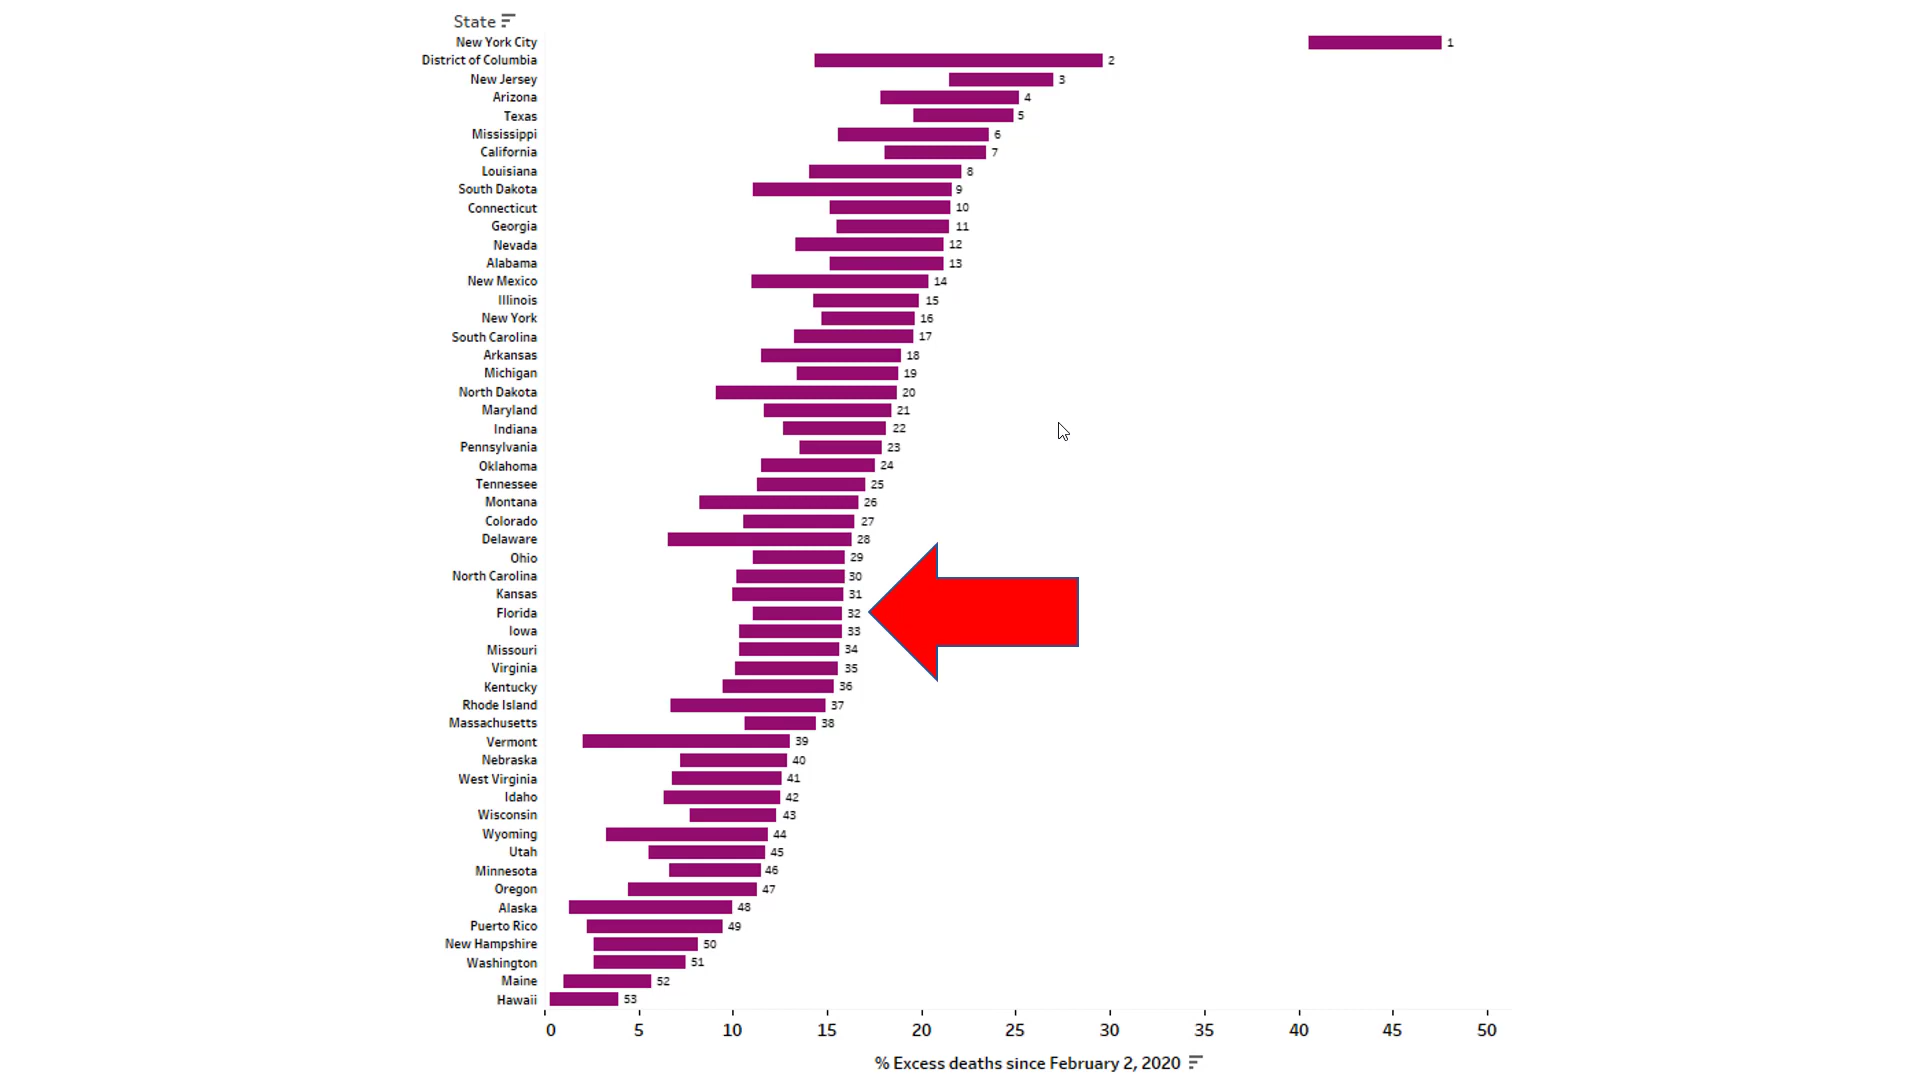 State
New York City 1
District of Columbia 2
New Jersey 3
Arizona 4
Texas 5
Mississippi 6
California 7
Louisiana 8
South Dakota 9
Connecticut 10
Georgia 11
Nevada 12
Alabama 13
New Mexico 14
Illinois 15
New York 16
South Carolina 17
Arkansas 18
Michigan 19
North Dakota 20
Maryland 21
Indiana 22
Pennsylvania 23
Oklahoma 24
Tennessee 25
Montana 26
Colorado 27
Delaware 28
Ohio 29
North Carolina 30
Kansas 31
Florida 32
Iowa 33
Missouri 34
Virginia 35
Kentucky 36
Rhode Island 37
Massachusetts 38
Vermont 39
Nebraska 40
West Virginia 41
Idaho 42
Wisconsin 43
Wyoming 44
Utah 45
Minnesota 46
Oregon 47
Alaska 48
Puerto Rico 49
New Hampshire 50
Washington 51
Maine 52
Hawaii 53
0 5 10 15 20 25 30 35 40 45 50
% Excess deaths since February 2, 2020